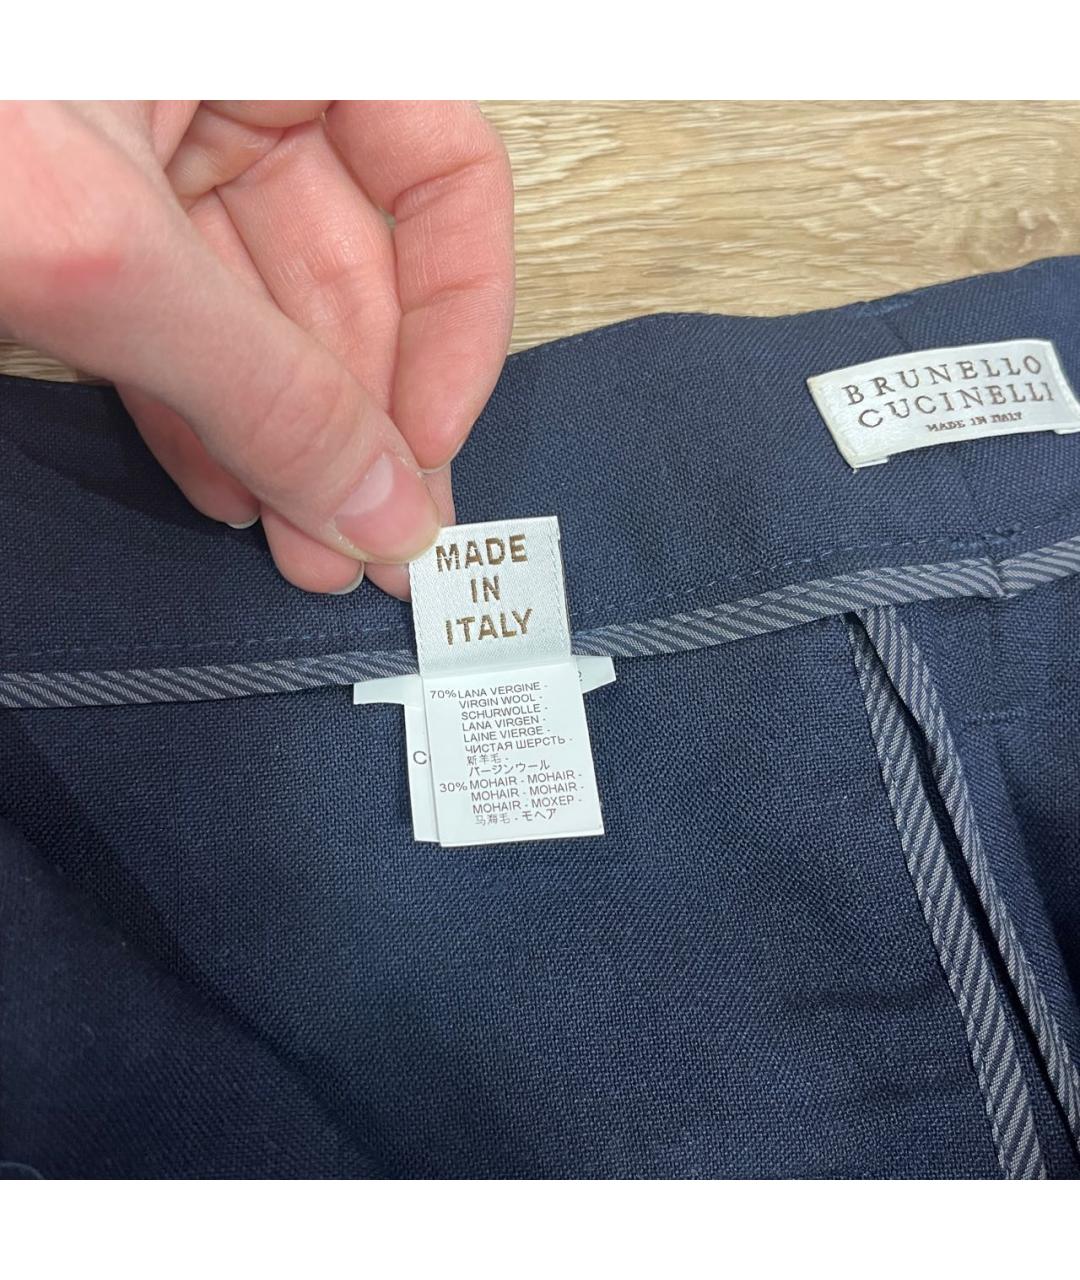 BRUNELLO
CUCINELLI
MADE IN ITALY
MADE
IN
ITALY
70% LANA VERGINE -
VIRGIN WOOL -
SCHURWOLLE -
LANA VIRGEN -
LAINE VIERGE -
ЧИСТАЯ ШЕРСТЬ -
新羊毛 -
バージンウール
30% MOHAIR - MOHAIR -
MOHAIR - MOHAIR -
MOHAIR - МОХЕР -
马海毛 - モヘア
C